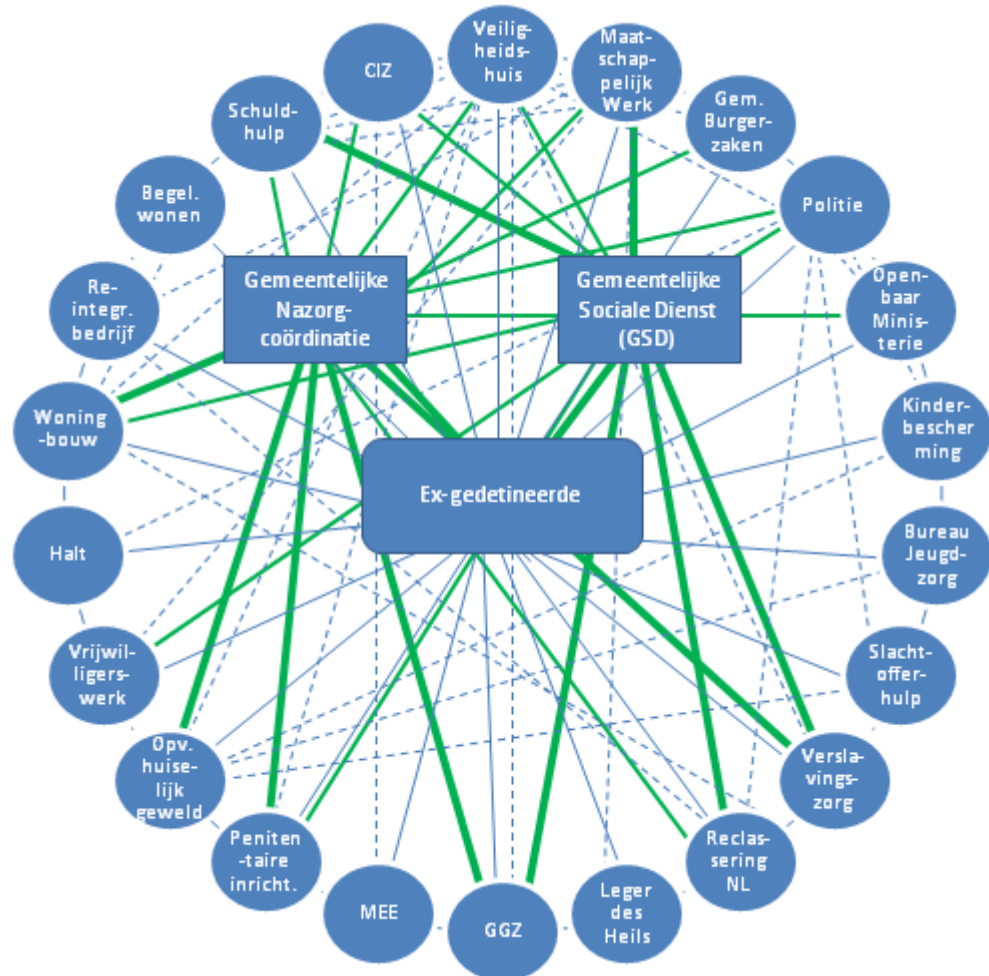 Veilig-
heids-
huis
Maat-
schap-
pelijk
Werk
Gem.
Burger-
zaken
Politie
Open-
baar
Minis-
terie
Kinder-
bescher
ming
Bureau
Jeugd-
zorg
Slacht-
offer-
hulp
Versla-
vings-
zorg
Reclas-
sering
NL
Leger
des
Heils
GGZ
MEE
Peniten
-taire
inricht.
Opv.
huise-
lijk
geweld
Vrijwil-
ligers-
werk
Halt
Woning
-bouw
Re-
integr.
bedrijf
Begel.
wonen
Schuld-
hulp
CIZ
Gemeentelijke
Nazorg-
coördinatie
Gemeentelijke
Sociale Dienst
(GSD)
Ex-gedetineerde